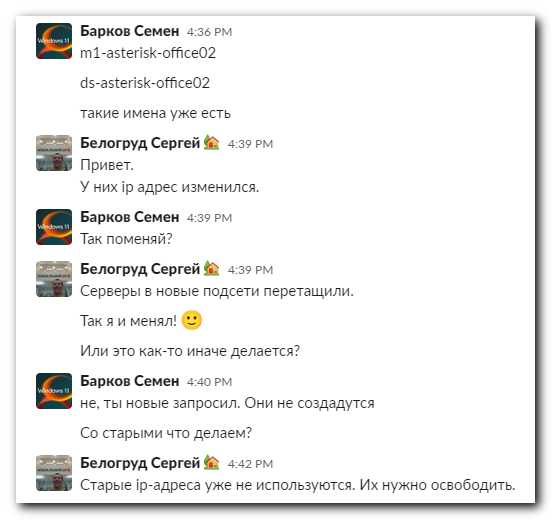 Барков Семен 4:36 PM
m1-asterisk-office02
ds-asterisk-office02
такие имена уже есть
Белогруд Сергей 4:39 PM
Привет.
У них ip адрес изменился.
Барков Семен 4:39 PM
Так поменяй?
Белогруд Сергей 4:39 PM
Серверы в новые подсети перетащили.
Так я и менял!
Или это как-то иначе делается?
Барков Семен 4:40 PM
не, ты новые запросил. Они не создадутся
Со старыми что делаем?
Белогруд Сергей 4:42 PM
Старые ip-адреса уже не используются. Их нужно освободить.